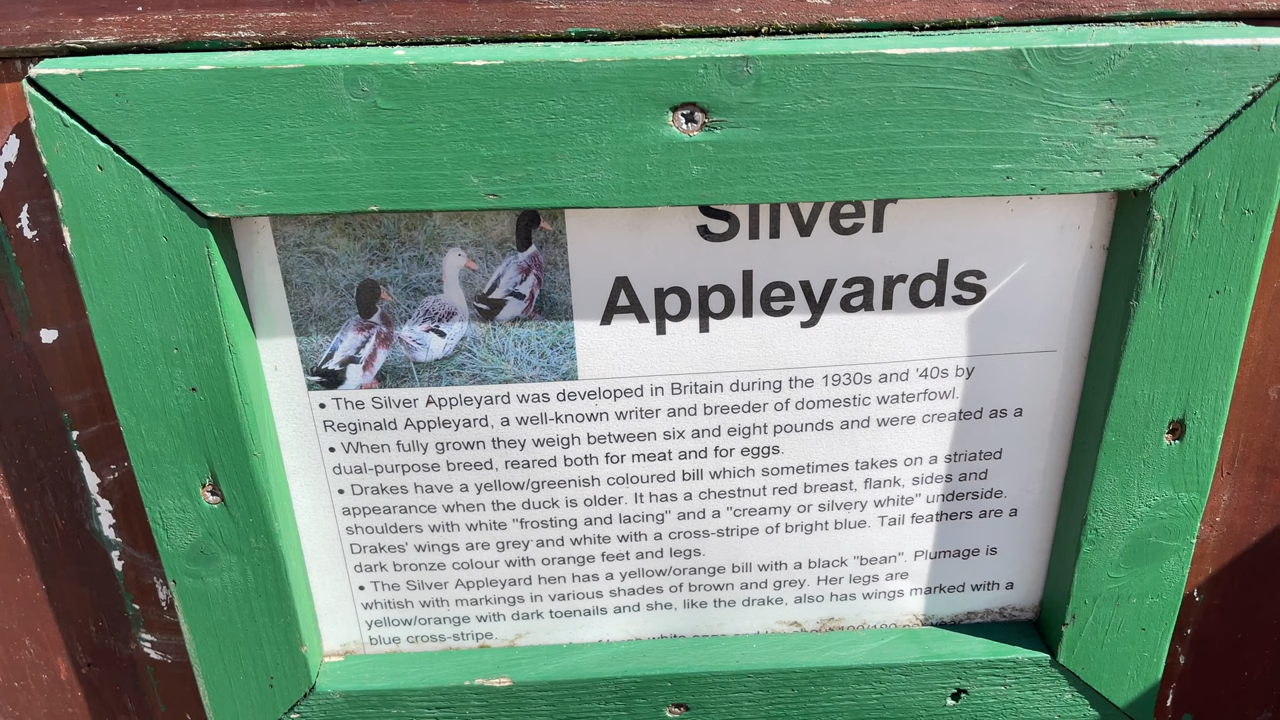 Silver
Appleyards
• The Silver Appleyard was developed in Britain during the 1930s and '40s by
Reginald Appleyard, a well-known writer and breeder of domestic waterfowl.
• When fully grown they weigh between six and eight pounds and were created as a
dual-purpose breed, reared both for meat and for eggs.
• Drakes have a yellow/greenish coloured bill which sometimes takes on a striated
appearance when the duck is older. It has a chestnut red breast, flank, sides and
shoulders with white "frosting and lacing" and a "creamy or silvery white" underside.
Drakes' wings are grey and white with a cross-stripe of bright blue. Tail feathers are a
dark bronze colour with orange feet and legs.
• The Silver Appleyard hen has a yellow/orange bill with a black "bean". Plumage is
whitish with markings in various shades of brown and grey. Her legs are
yellow/orange with dark toenails and she, like the drake, also has wings marked with a
blue cross-stripe.